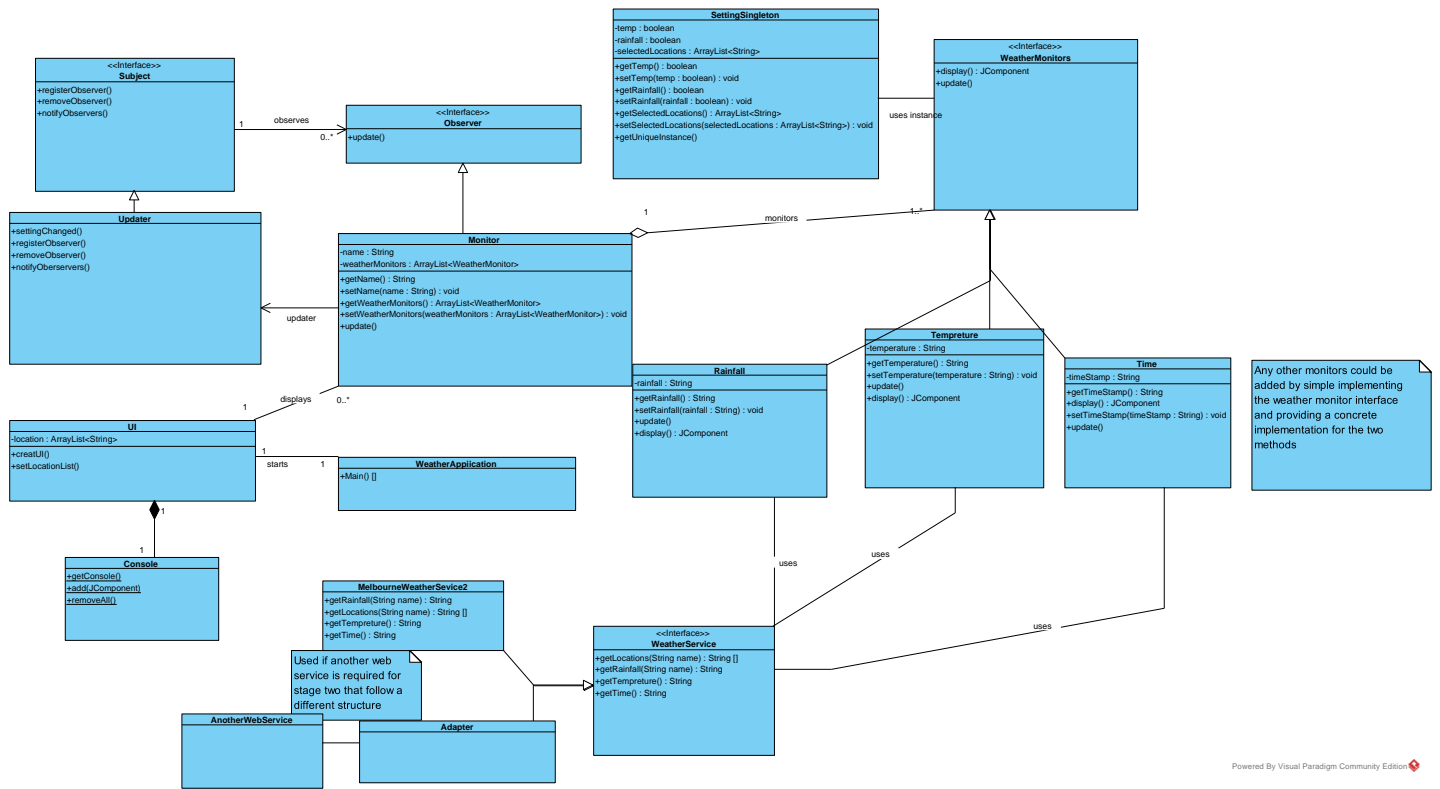 SettingSingleton
-temp : boolean
-rainfall : boolean
-selectedLocations : ArrayList<String>
+getTemp() : boolean
+setTemp(temp : boolean) : void
+getRainfall() : boolean
+setRainfall(rainfall : boolean) : void
+getSelectedLocations() : ArrayList<String>
+setSelectedLocations(selectedLocations : ArrayList<String>) : void
+getUniqueInstance()
<<Interface>>
WeatherMonitors
+display() : JComponent
+update()
uses instance
<<Interface>>
Subject
+registerObserver()
+removeObserver()
+notifyObservers()
1
observes
0..*
<<Interface>>
Observer
+update()
Updater
+settingChanged()
+registerObserver()
+removeObserver()
+notifyOberservers()
Monitor
-name : String
-weatherMonitors : ArrayList<WeatherMonitor>
+getName() : String
+setName(name : String) : void
+getWeatherMonitors() : ArrayList<WeatherMonitor>
+setWeatherMonitors(weatherMonitors : ArrayList<WeatherMonitor>) : void
+update()
1
monitors
1..*
updater
displays
1
0..*
Rainfall
-rainfall : String
+getRainfall() : String
+setRainfall(rainfall : String) : void
+update()
+display() : JComponent
Tempreture
-temperature : String
+getTemperature() : String
+setTemperature(temperature : String) : void
+update()
+display() : JComponent
Time
-timeStamp : String
+getTimeStamp() : String
+display() : JComponent
+setTimeStamp(timeStamp : String) : void
+update()
Any other monitors could be
added by simple implementing
the weather monitor interface
and providing a concrete
implementation for the two
methods
UI
-location : ArrayList<String>
+creatUI()
+setLocationList()
1
starts
1
WeatherApplication
+Main() []
1
1
Console
+getConsole()
+add(JComponent)
+removeAll()
uses
uses
uses
MelbourneWeatherSevice2
+getRainfall(String name) : String
+getLocations(String name) : String []
+getTempreture() : String
+getTime() : String
<<Interface>>
WeatherService
+getLocations(String name) : String []
+getRainfall(String name) : String
+getTempreture() : String
+getTime() : String
Used if another web
service is required for
stage two that follow a
different structure
AnotherWebService
Adapter
Powered By Visual Paradigm Community Edition